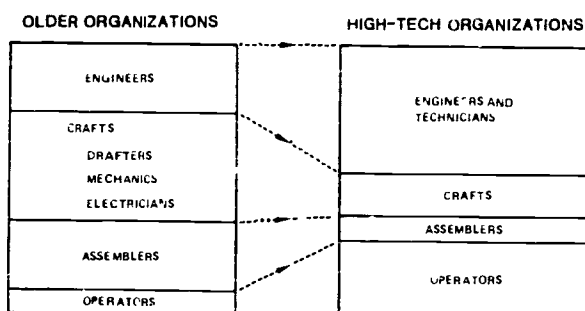 OLDER ORGANIZATIONS
ENGINEERS
CRAFTS
DRAFTERS
MECHANICS
ELECTRICIANS
ASSEMBLERS
OPERATORS
HIGH-TECH ORGANIZATIONS
ENGINEERS AND
TECHNICIANS
CRAFTS
ASSEMBLERS
OPERATORS